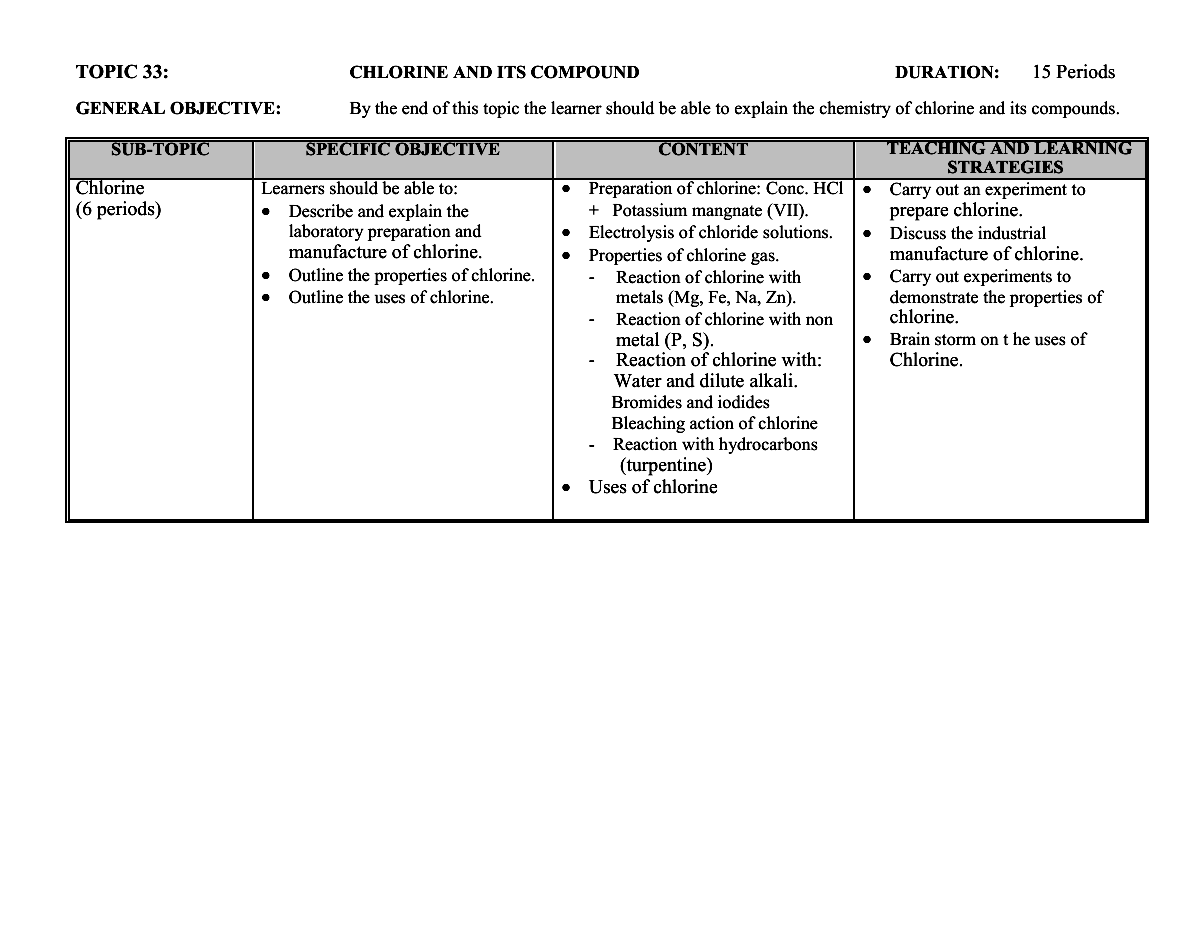 TOPIC 33: CHLORINE AND ITS COMPOUND DURATION: 15 Periods
GENERAL OBJECTIVE: By the end of this topic the learner should be able to explain the chemistry of chlorine and its compounds.
SUB-TOPIC
SPECIFIC OBJECTIVE
CONTENT
TEACHING AND LEARNING
STRATEGIES
Chlorine
(6 periods)
Learners should be able to:
• Describe and explain the
laboratory preparation and
manufacture of chlorine.
• Outline the properties of chlorine.
• Outline the uses of chlorine.
• Preparation of chlorine: Conc. HCl
+ Potassium mangnate (VII).
• Electrolysis of chloride solutions.
• Properties of chlorine gas.
- Reaction of chlorine with
metals (Mg, Fe, Na, Zn).
- Reaction of chlorine with non
metal (P, S).
- Reaction of chlorine with:
Water and dilute alkali.
Bromides and iodides
Bleaching action of chlorine
- Reaction with hydrocarbons
(turpentine)
• Uses of chlorine
• Carry out an experiment to
prepare chlorine.
• Discuss the industrial
manufacture of chlorine.
• Carry out experiments to
demonstrate the properties of
chlorine.
• Brain storm on t he uses of
Chlorine.